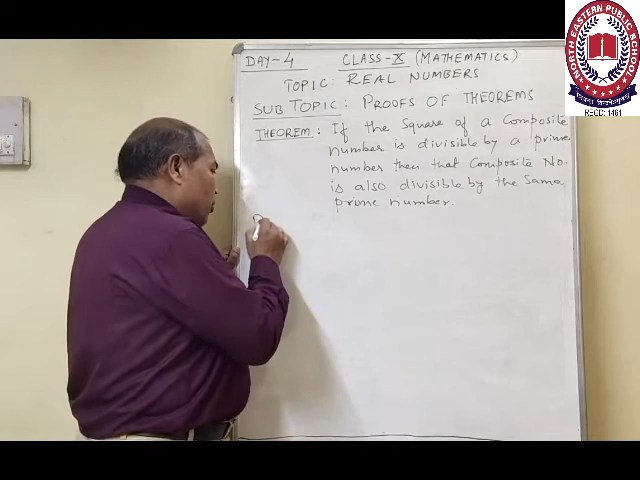 DAY-4 CLASS-X (MATHEMATICS)
TOPIC: REAL NUMBERS
SUB TOPIC: PROOFS OF THEOREMS
THEOREM: If the Square of a Composite
number is divisible by a prime
number then that Composite No.
is also divisible by the Same
prime number.
NORTH EASTERN PUBLIC SCHOOL
RECD: 1461